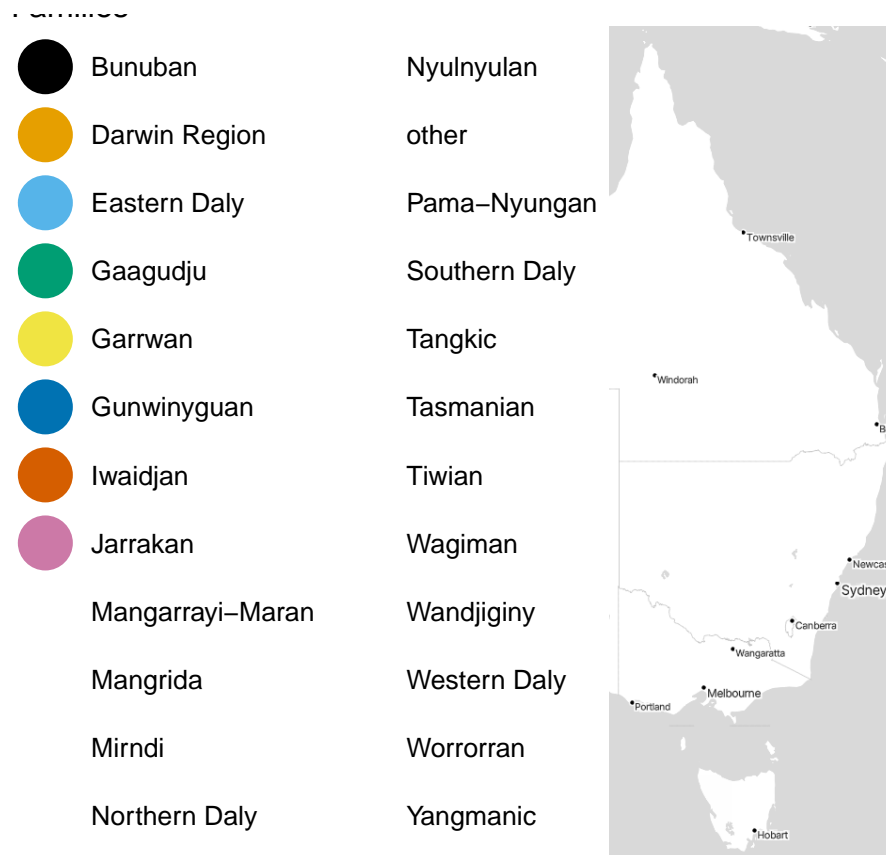 Families
Bunuban
Darwin Region
Eastern Daly
Gaagudju
Garrwan
Gunwinyguan
Iwaidjan
Jarrakan
Mangarrayi−Maran
Mangrida
Mirndi
Northern Daly
Nyulnyulan
other
Pama−Nyungan
Southern Daly
Tangkic
Tasmanian
Tiwian
Wagiman
Wandjiginy
Western Daly
Worrorran
Yangmanic
Townsville
Windorah
B
Newcas
Sydney
Canberra
Wangaratta
Melbourne
Portland
Hobart